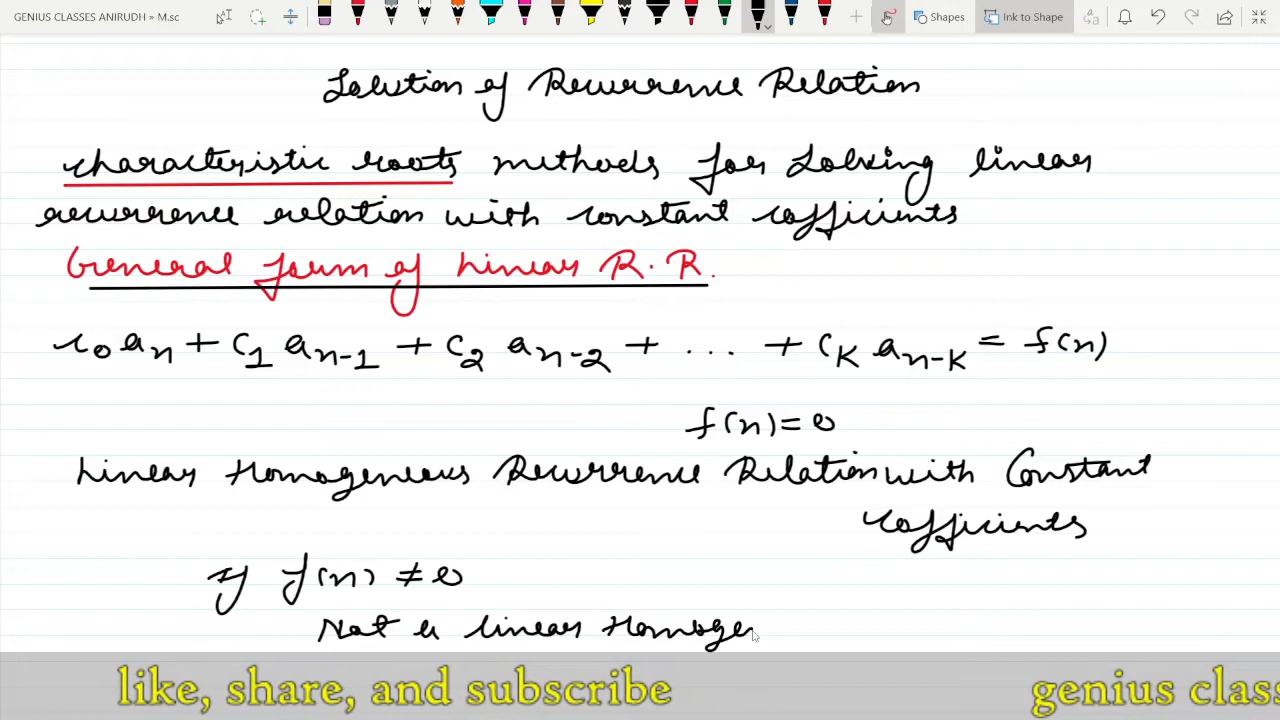 GENIUS CLASSIC ANIRUDH » M.sc
Shapes
Ink to Shape
Solution of Recurrence Relation
characteristic roots methods for solving linear
recurrence relation with constant cofficients
General form of Linear R.R.
c₀ aₙ + c₁ aₙ₋₁ + c₂ aₙ₋₂ + ... + cₖ aₙ₋ₖ = f(n)
f(n) = 0
Linear Homogeneous Recurrence Relation with Constant
cofficients
If f(n) ≠ 0
Not a linear Homoge
like, share, and subscribe
genius class